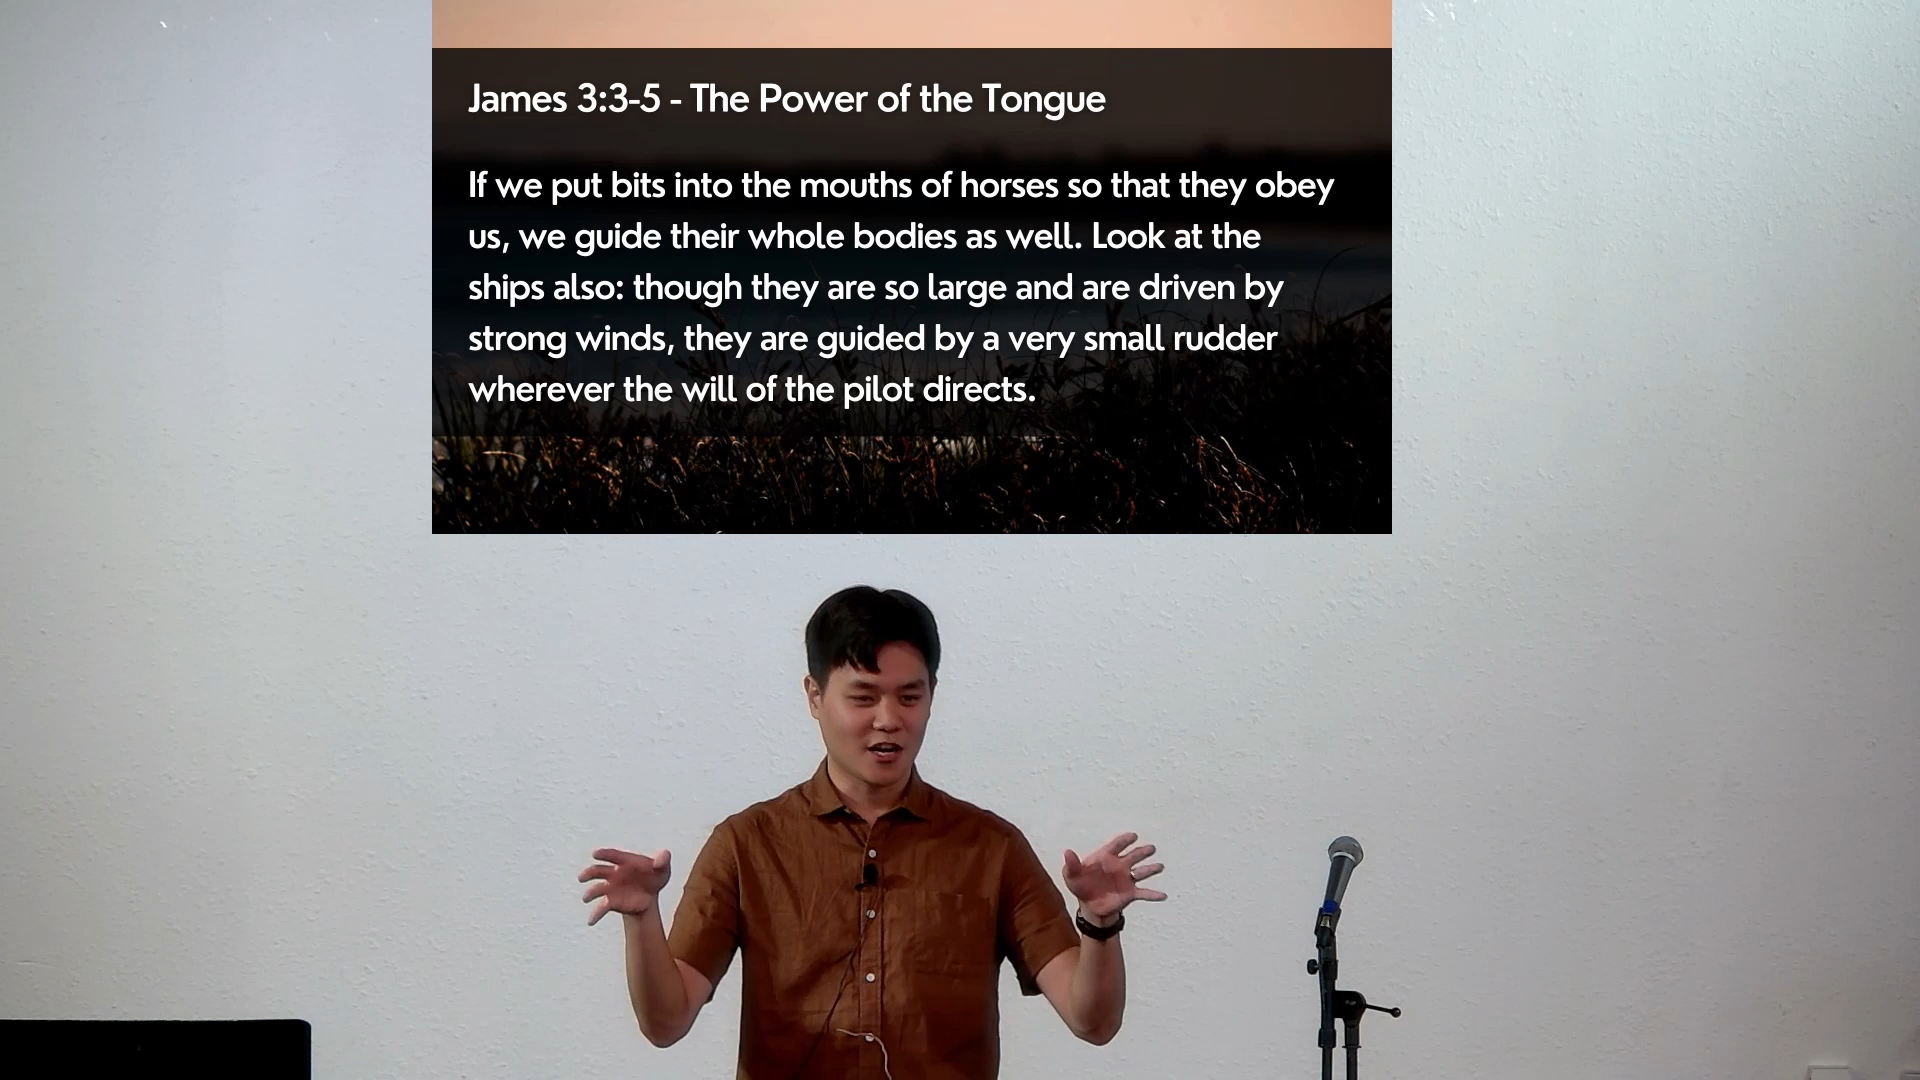 James 3:3-5 - The Power of the Tongue
If we put bits into the mouths of horses so that they obey
us, we guide their whole bodies as well. Look at the
ships also: though they are so large and are driven by
strong winds, they are guided by a very small rudder
wherever the will of the pilot directs.